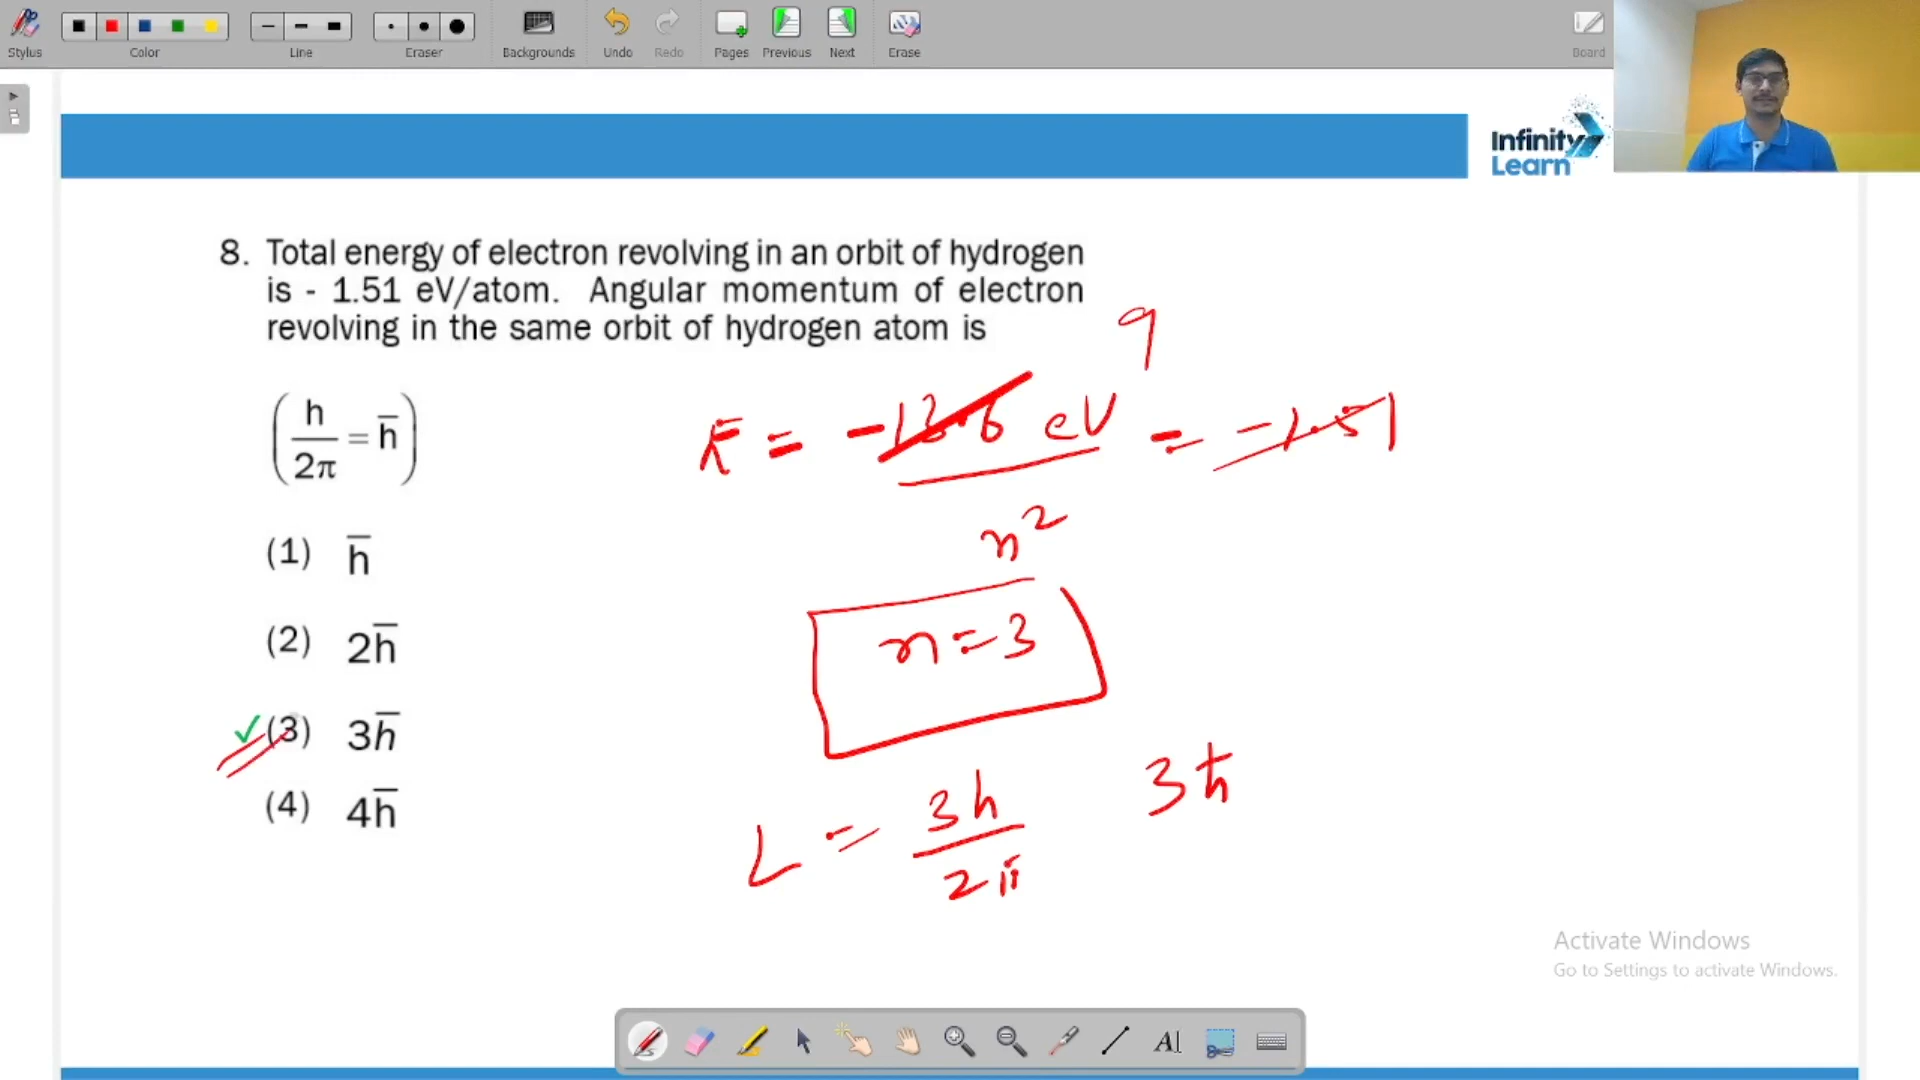 Stylus
Color
Line
Eraser
Backgrounds
Undo
Redo
Pages
Previous
Next
Erase
Board
Infinity
Learn
8. Total energy of electron revolving in an orbit of hydrogen
is - 1.51 eV/atom. Angular momentum of electron
revolving in the same orbit of hydrogen atom is
(h/2π = h̅)
(1) h̅
(2) 2h̅
(3) 3h̅
(4) 4h̅
9
E = -13.6 eV = -1.51
n²
n=3
L = 3h/2π
3ħ
Activate Windows
Go to Settings to activate Windows.
AI